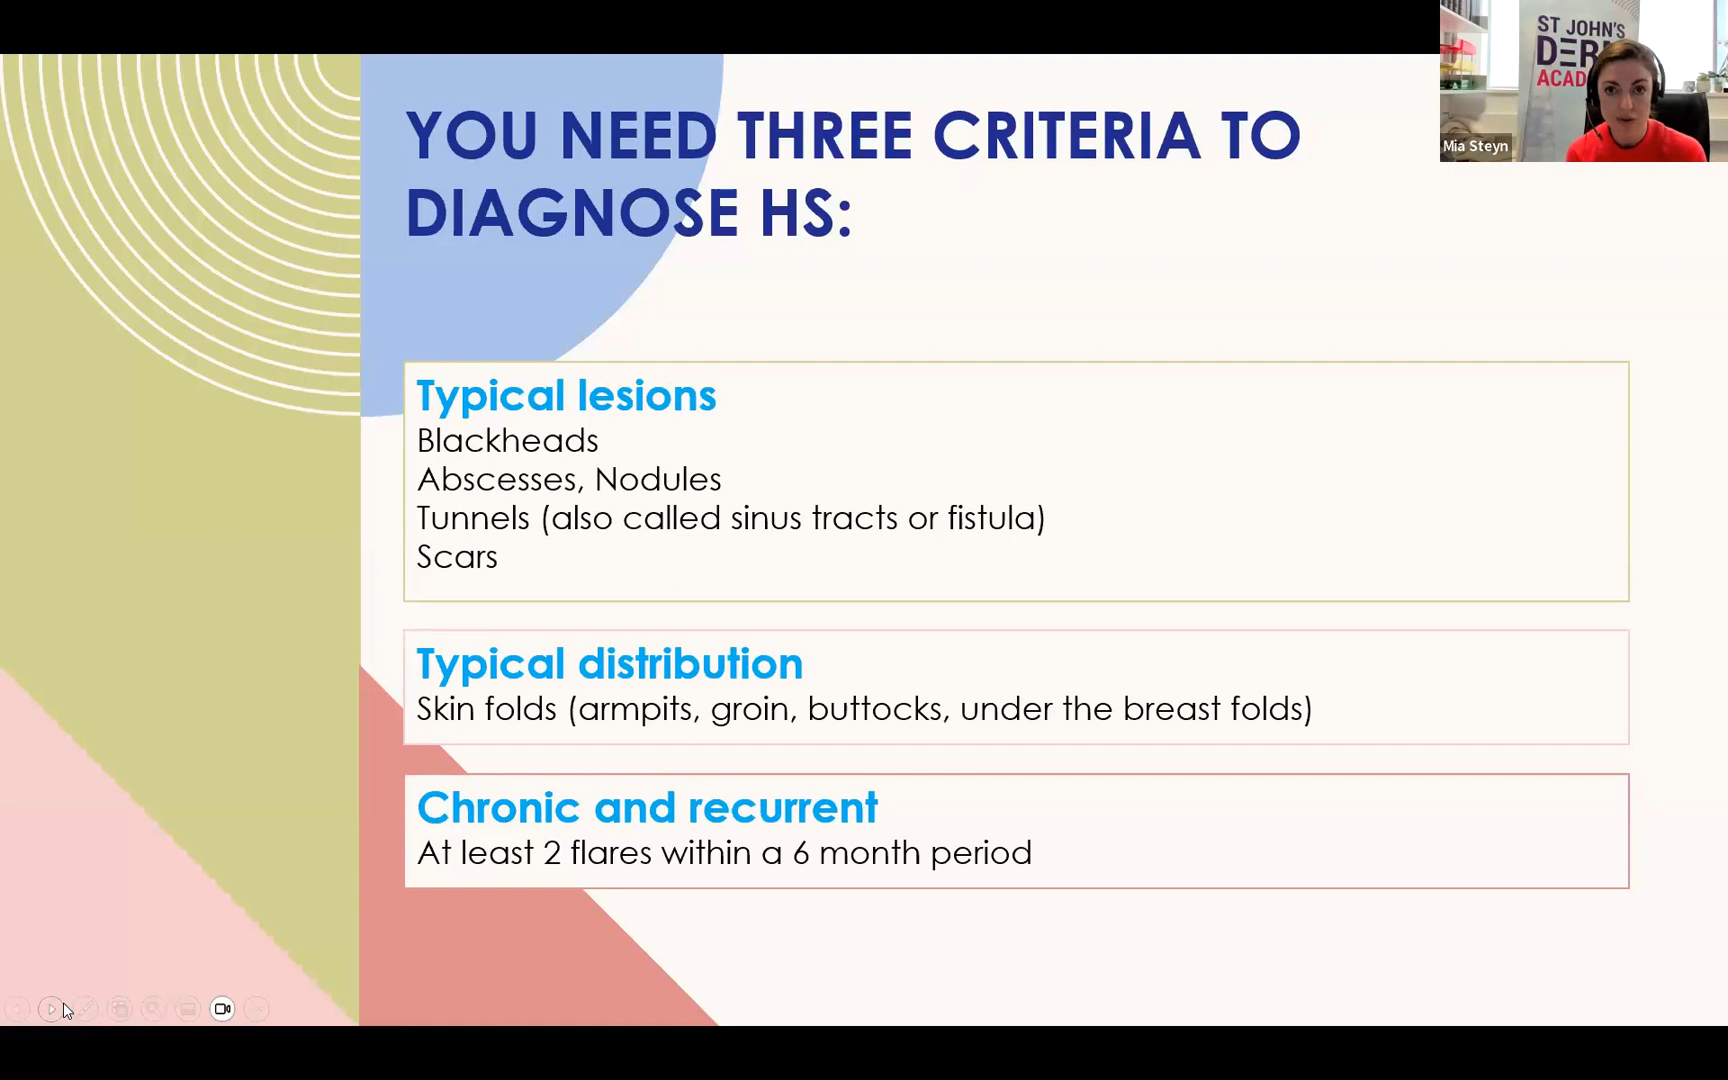 YOU NEED THREE CRITERIA TO
DIAGNOSE HS:
Typical lesions
Blackheads
Abscesses, Nodules
Tunnels (also called sinus tracts or fistula)
Scars
Typical distribution
Skin folds (armpits, groin, buttocks, under the breast folds)
Chronic and recurrent
At least 2 flares within a 6 month period
ST JOHN'S
DER
ACAD
Mia Steyn